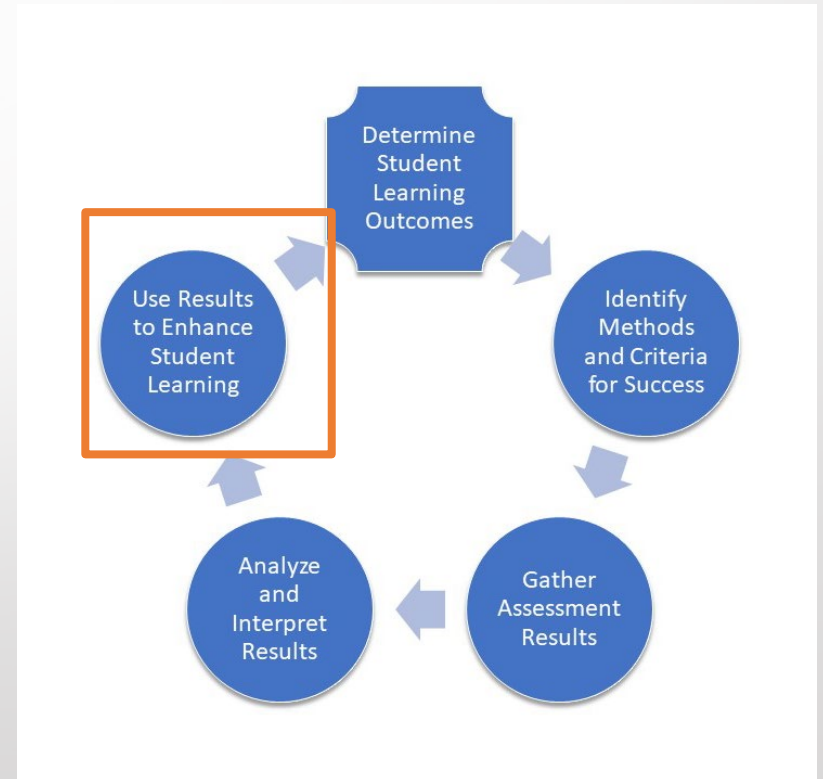 Determine
Student
Learning
Outcomes
Identify
Methods
and Criteria
for Success
Gather
Assessment
Results
Analyze
and
Interpret
Results
Use Results
to Enhance
Student
Learning